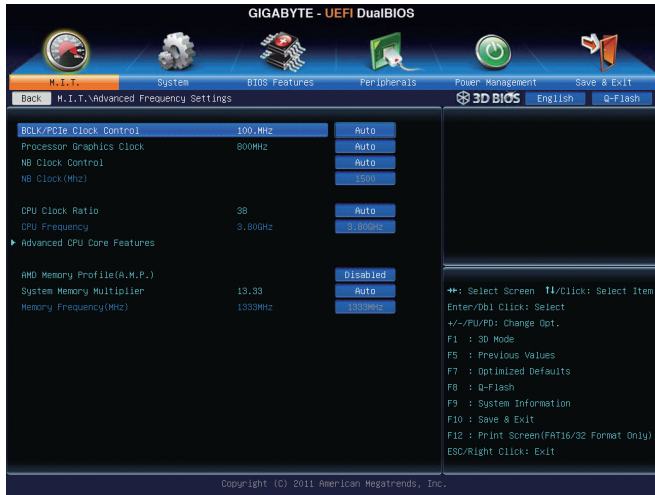 GIGABYTE - UEFI DualBIOS
M.I.T. System BIOS Features Peripherals Power Management Save & Exit
Back M.I.T.\Advanced Frequency Settings 3D BIOS English Q-Flash
BCLK/PCIe Clock Control 100.MHz Auto
Processor Graphics Clock 800MHz Auto
NB Clock Control Auto
NB Clock(Mhz) 1500
CPU Clock Ratio 38 Auto
CPU Frequency 3.80GHz 3.80GHz
Advanced CPU Core Features
AMD Memory Profile(A.M.P.) Disabled
System Memory Multiplier 13.33 Auto
Memory Frequency(MHz) 1333MHz 1333MHz
→←: Select Screen ↑↓/Click: Select Item
Enter/Dbl Click: Select
+/-/PU/PD: Change Opt.
F1 : 3D Mode
F5 : Previous Values
F7 : Optimized Defaults
F8 : Q-Flash
F9 : System Information
F10 : Save & Exit
F12 : Print Screen(FAT16/32 Format Only)
ESC/Right Click: Exit
Copyright (C) 2011 American Megatrends, Inc.